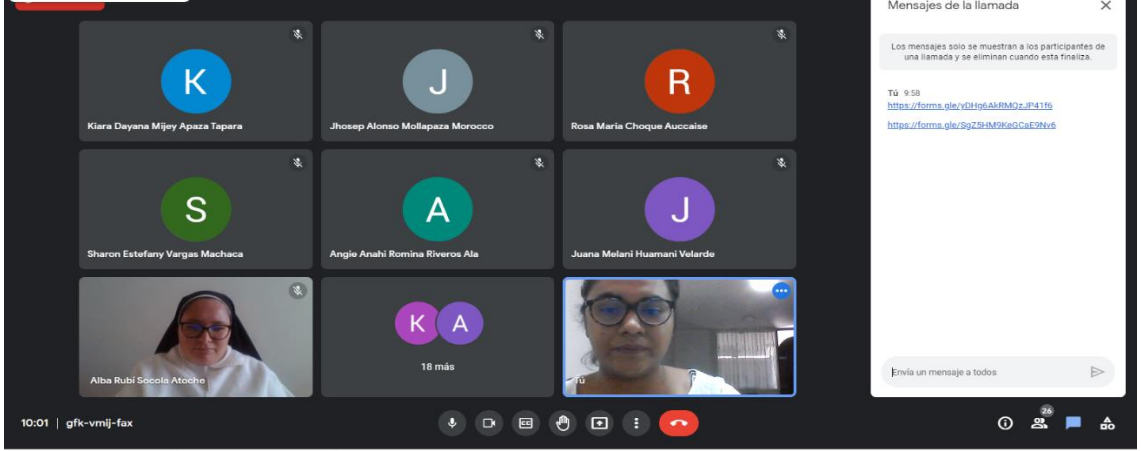 Mensajes de la llamada
Los mensajes solo se muestran a los participantes de
una llamada y se eliminan cuando esta finaliza.
Tú 9:58
https://forms.gle/yDHg6AkRMQzJP41f6
https://forms.gle/SgZ5HM9KeGCaE9Nv6
Envía un mensaje a todos
K
Kiara Dayana Mijey Apaza Tapara
J
Jhosep Alonso Mollapaza Morocco
R
Rosa Maria Choque Auccaise
S
Sharon Estefany Vargas Machaca
A
Angie Anahi Romina Riveros Ala
J
Juana Melani Huamani Velarde
Alba Rubí Socola Atoche
K A
18 más
Tú
10:01 | gfk-vmij-fax
26